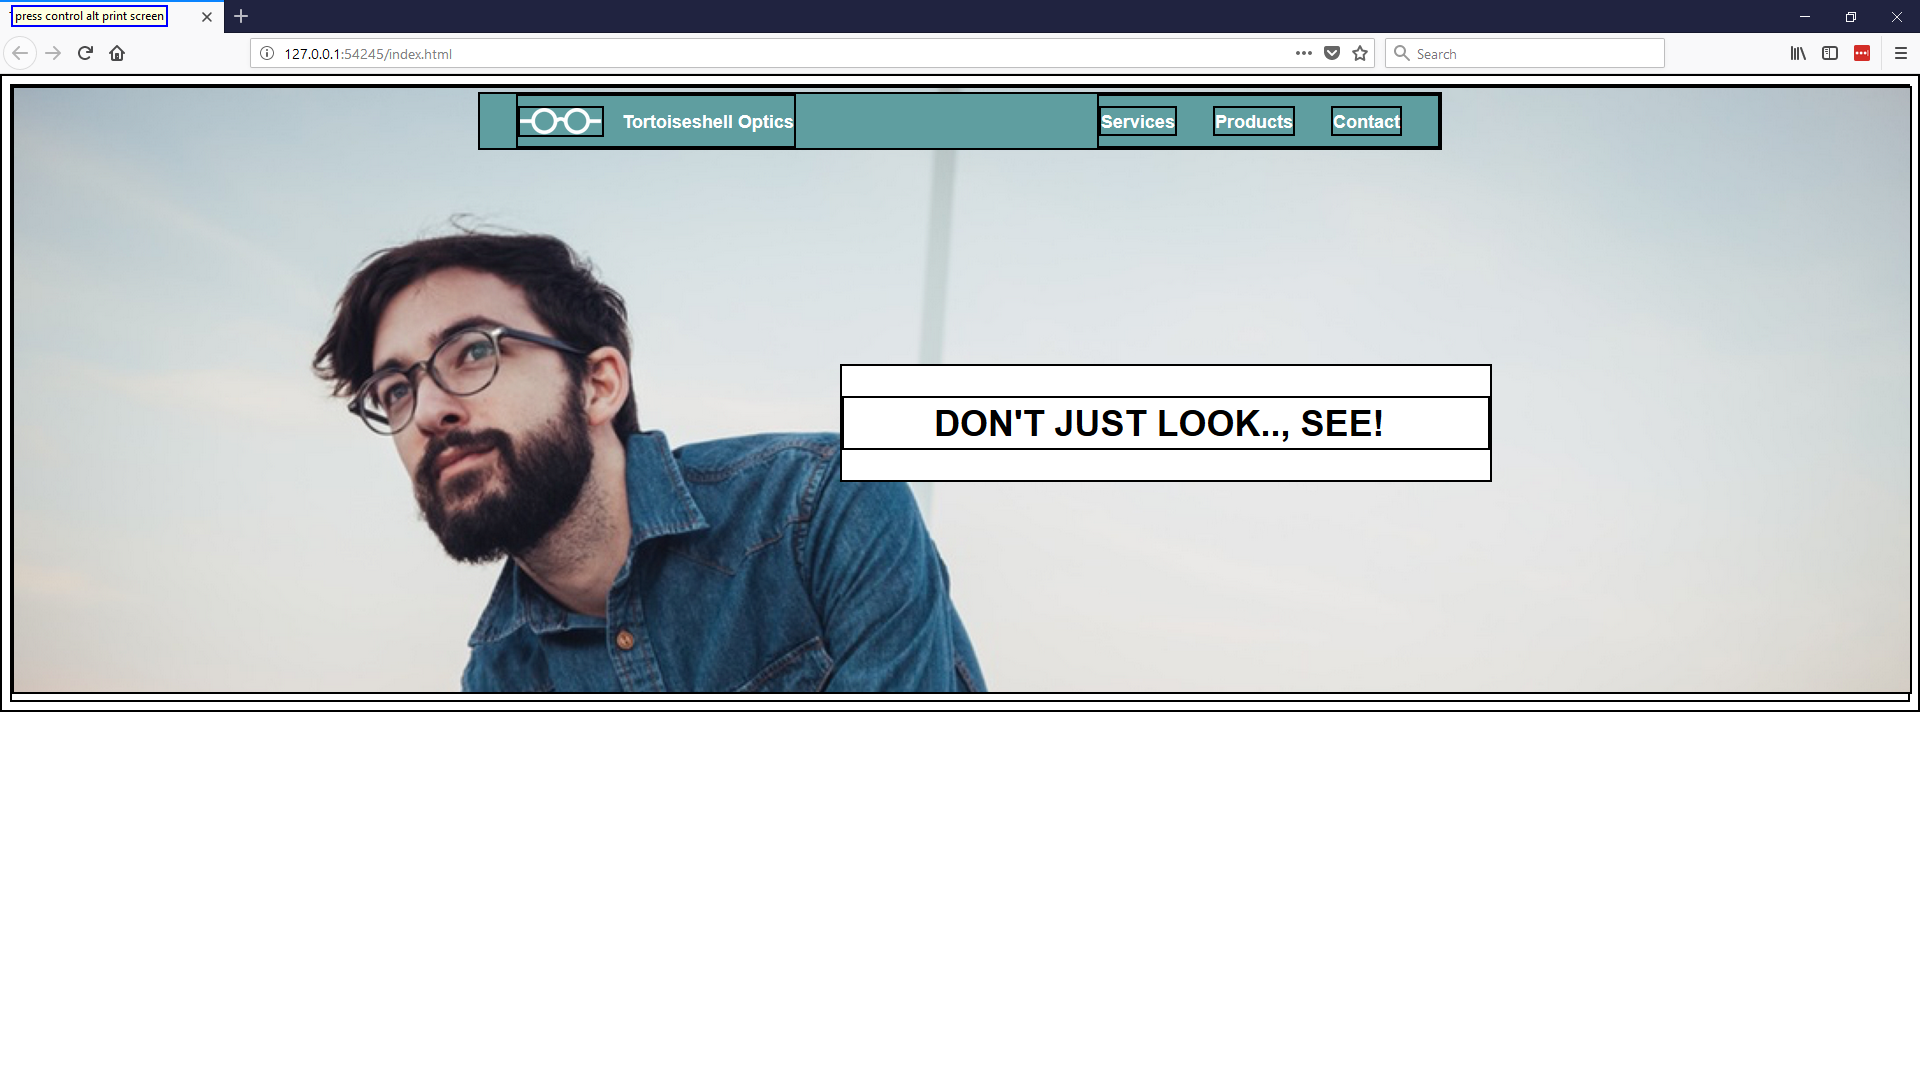 press control alt print screen
127.0.0.1:54245/index.html
Search
Tortoiseshell Optics
Services
Products
Contact
DON'T JUST LOOK.., SEE!